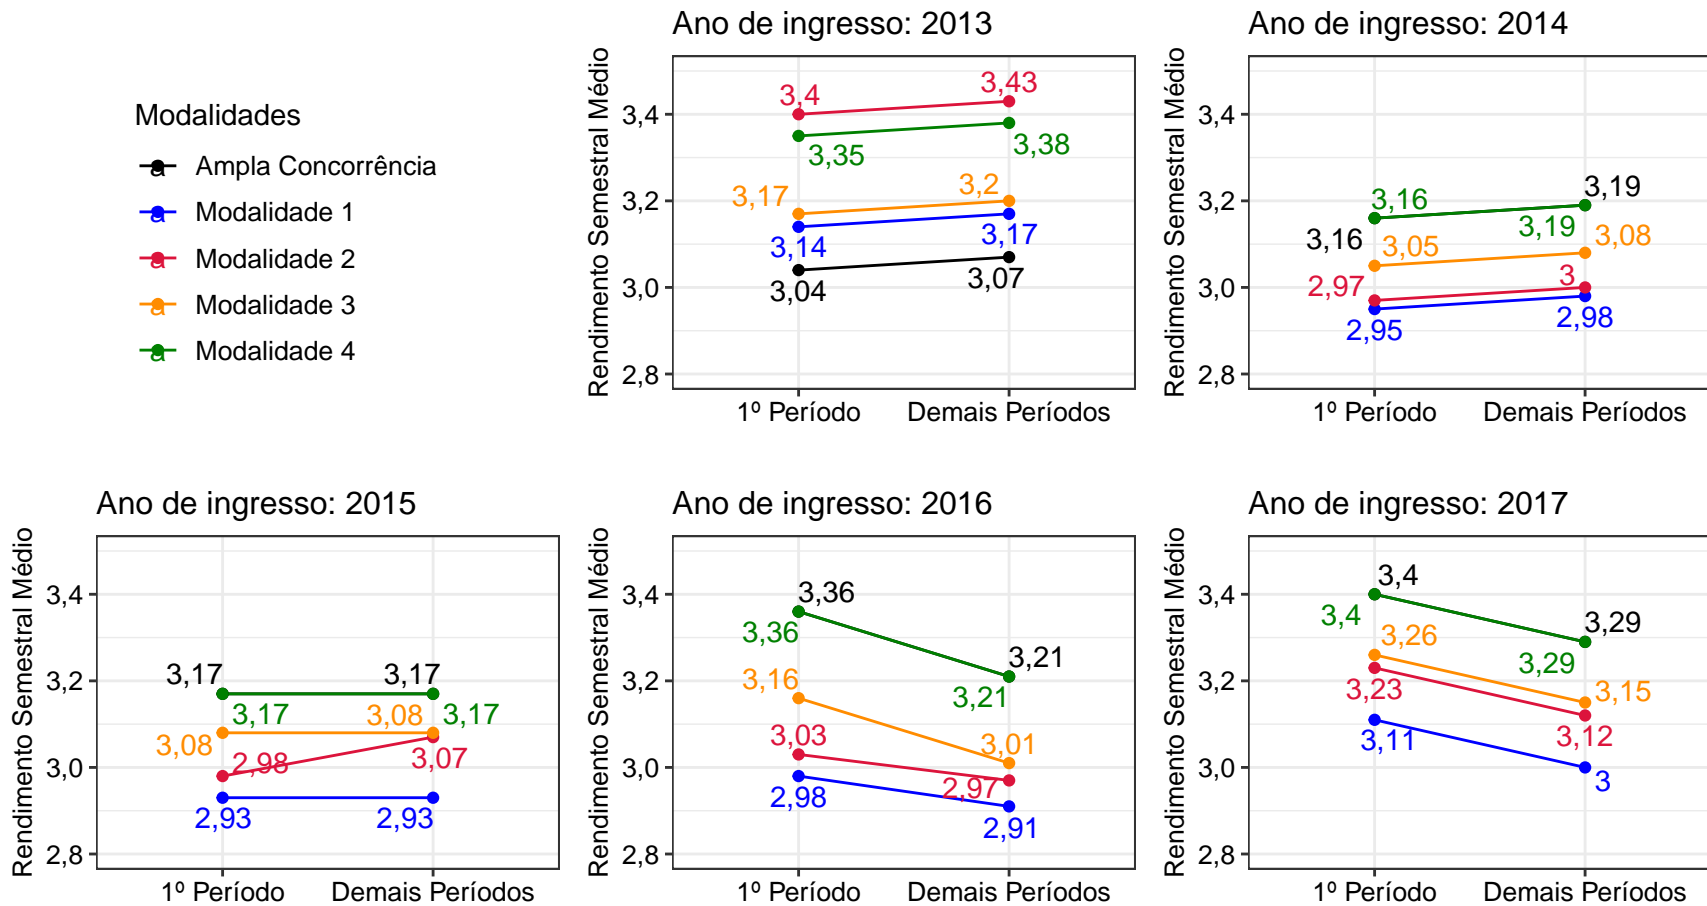 Modalidades
a Ampla Concorrência
a Modalidade 1
a Modalidade 2
a Modalidade 3
a Modalidade 4
Ano de ingresso: 2013
Rendimento Semestral Médio
3,4
3,2
3,0
2,8
3,4
3,43
3,35
3,38
3,17
3,2
3,14
3,17
3,04
3,07
1º Período
Demais Períodos
Ano de ingresso: 2014
Rendimento Semestral Médio
3,4
3,2
3,0
2,8
3,16
3,19
3,16
3,19
3,05
3,08
2,97
3
2,95
2,98
1º Período
Demais Períodos
Ano de ingresso: 2015
Rendimento Semestral Médio
3,4
3,2
3,0
2,8
3,17
3,17
3,17
3,17
3,08
3,08
2,98
3,07
2,93
2,93
1º Período
Demais Períodos
Ano de ingresso: 2016
Rendimento Semestral Médio
3,4
3,2
3,0
2,8
3,36
3,21
3,36
3,21
3,16
3,01
3,03
2,97
2,98
2,91
1º Período
Demais Períodos
Ano de ingresso: 2017
Rendimento Semestral Médio
3,4
3,2
3,0
2,8
3,4
3,29
3,4
3,29
3,26
3,15
3,23
3,12
3,11
3
1º Período
Demais Períodos